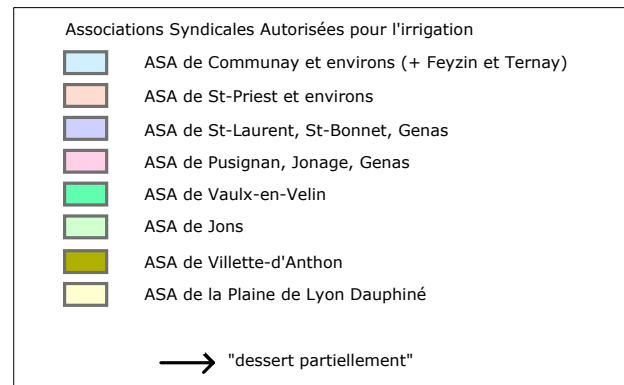 Associations Syndicales Autorisées pour l'irrigation
ASA de Communay et environs (+ Feyzin et Ternay)
ASA de St-Priest et environs
ASA de St-Laurent, St-Bonnet, Genas
ASA de Pusignan, Jonage, Genas
ASA de Vaulx-en-Velin
ASA de Jons
ASA de Villette-d'Anthon
ASA de la Plaine de Lyon Dauphiné
"dessert partiellement"